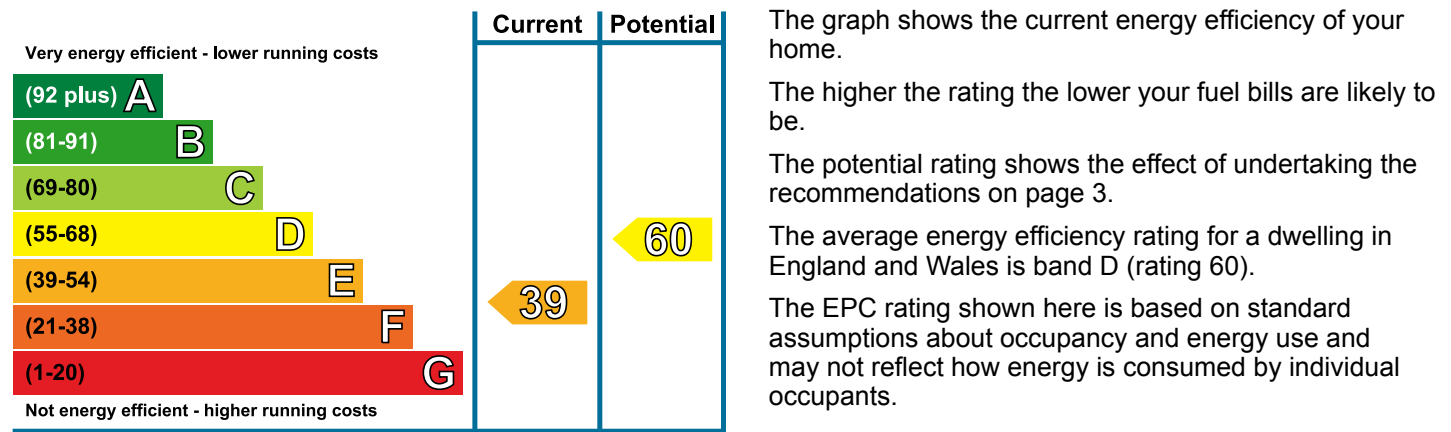 Current Potential
Very energy efficient - lower running costs
(92 plus) A
(81-91) B
(69-80) C
(55-68) D
(39-54) E
(21-38) F
(1-20) G
Not energy efficient - higher running costs
39
60
The graph shows the current energy efficiency of your
home.
The higher the rating the lower your fuel bills are likely to
be.
The potential rating shows the effect of undertaking the
recommendations on page 3.
The average energy efficiency rating for a dwelling in
England and Wales is band D (rating 60).
The EPC rating shown here is based on standard
assumptions about occupancy and energy use and
may not reflect how energy is consumed by individual
occupants.